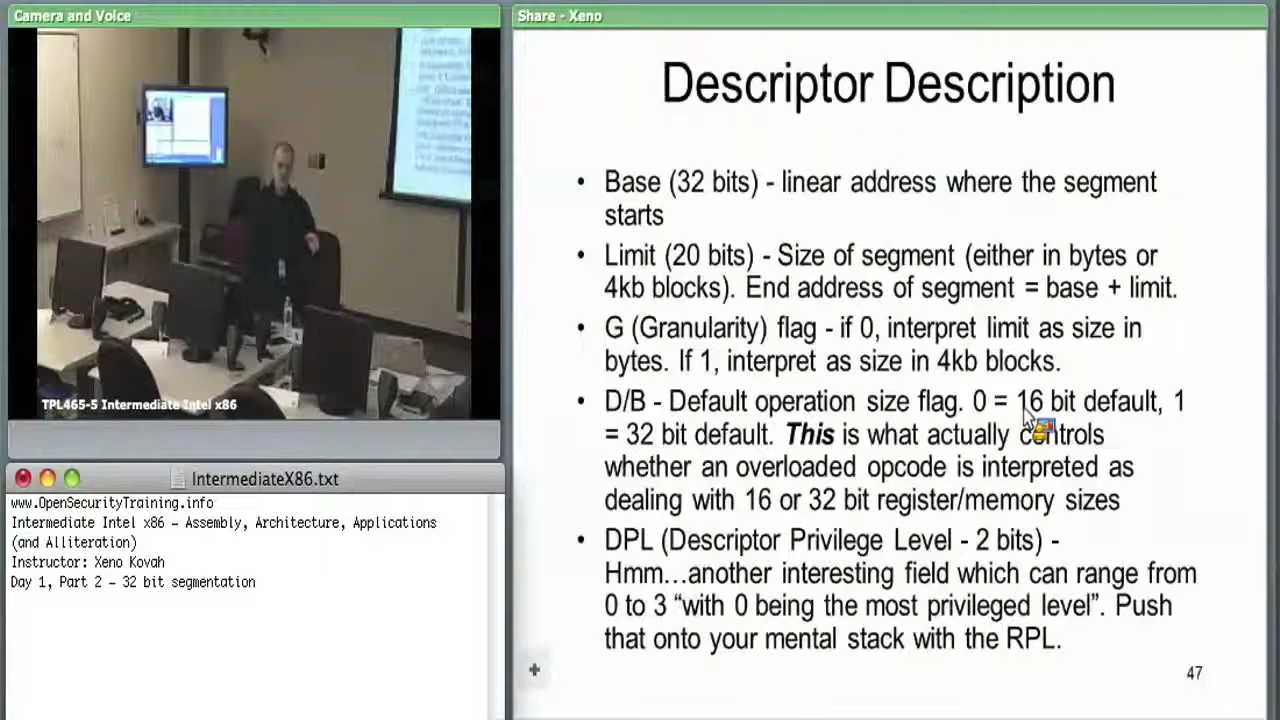 Camera and Voice
TPL465-5 Intermediate Intel x86
IntermediateX86.txt
www.OpenSecurityTraining.info
Intermediate Intel x86 – Assembly, Architecture, Applications
(and Alliteration)
Instructor: Xeno Kovah
Day 1, Part 2 – 32 bit segmentation
Share - Xeno
Descriptor Description
• Base (32 bits) - linear address where the segment
starts
• Limit (20 bits) - Size of segment (either in bytes or
4kb blocks). End address of segment = base + limit.
• G (Granularity) flag - if 0, interpret limit as size in
bytes. If 1, interpret as size in 4kb blocks.
• D/B - Default operation size flag. 0 = 16 bit default, 1
= 32 bit default. This is what actually controls
whether an overloaded opcode is interpreted as
dealing with 16 or 32 bit register/memory sizes
• DPL (Descriptor Privilege Level - 2 bits) -
Hmm…another interesting field which can range from
0 to 3 “with 0 being the most privileged level”. Push
that onto your mental stack with the RPL.
47